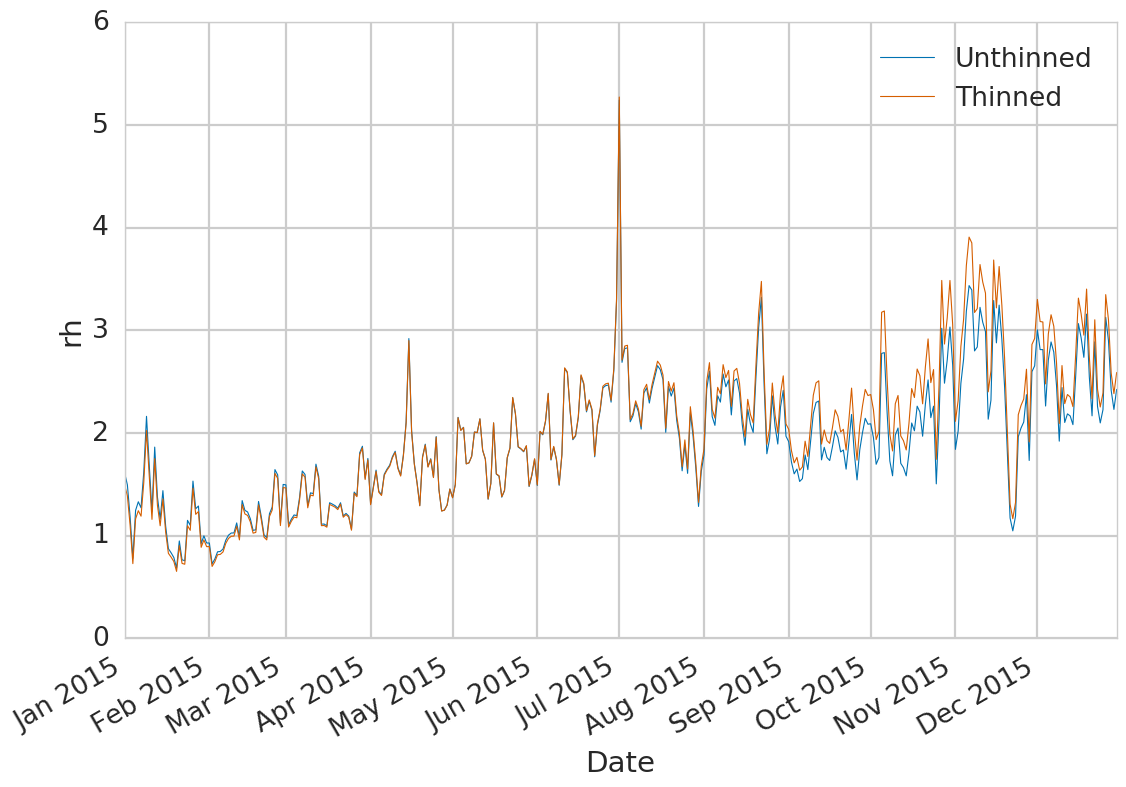 6
5
4
3
2
1
0
rh
Unthinned
Thinned
Jan 2015
Feb 2015
Mar 2015
Apr 2015
May 2015
Jun 2015
Jul 2015
Aug 2015
Sep 2015
Oct 2015
Nov 2015
Dec 2015
Date